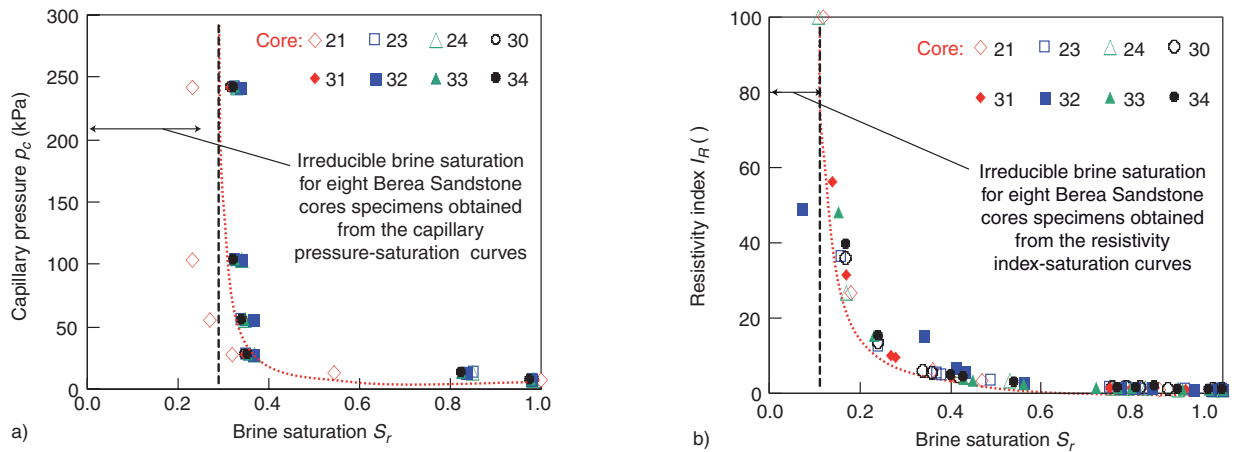 300
250
200
150
100
50
0
Capillary pressure p_c (kPa)
Core: 21 23 24 30
31 32 33 34
Irreducible brine saturation
for eight Berea Sandstone
cores specimens obtained
from the capillary
pressure-saturation curves
0.0 0.2 0.4 0.6 0.8 1.0
Brine saturation S_r
a)
100
80
60
40
20
0
Resistivity index I_R ( )
Core: 21 23 24 30
31 32 33 34
Irreducible brine saturation
for eight Berea Sandstone
cores specimens obtained
from the resistivity
index-saturation curves
0.0 0.2 0.4 0.6 0.8 1.0
Brine saturation S_r
b)